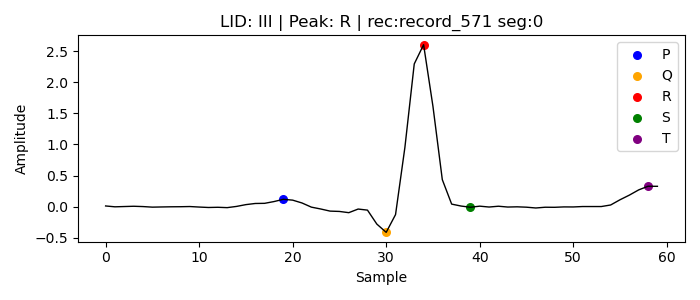 LID: III | Peak: R | rec:record_571 seg:0
Amplitude
2.5
2.0
1.5
1.0
0.5
0.0
−0.5
0 10 20 30 40 50 60
Sample
P
Q
R
S
T